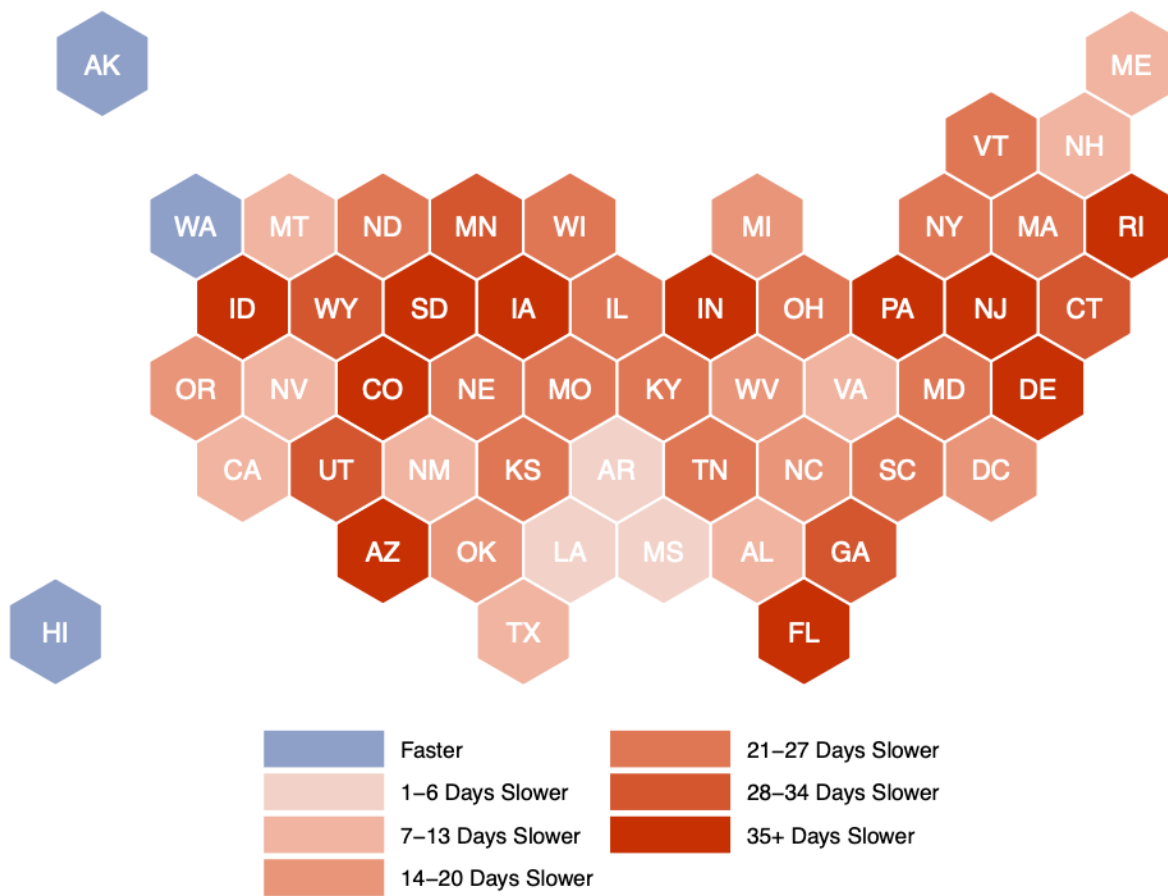 AK
ME
VT NH
WA MT ND MN WI MI NY MA RI
ID WY SD IA IL IN OH PA NJ CT
OR NV CO NE MO KY WV VA MD DE
CA UT NM KS AR TN NC SC DC
AZ OK LA MS AL GA
HI TX FL
Faster
1–6 Days Slower
7–13 Days Slower
14–20 Days Slower
21–27 Days Slower
28–34 Days Slower
35+ Days Slower